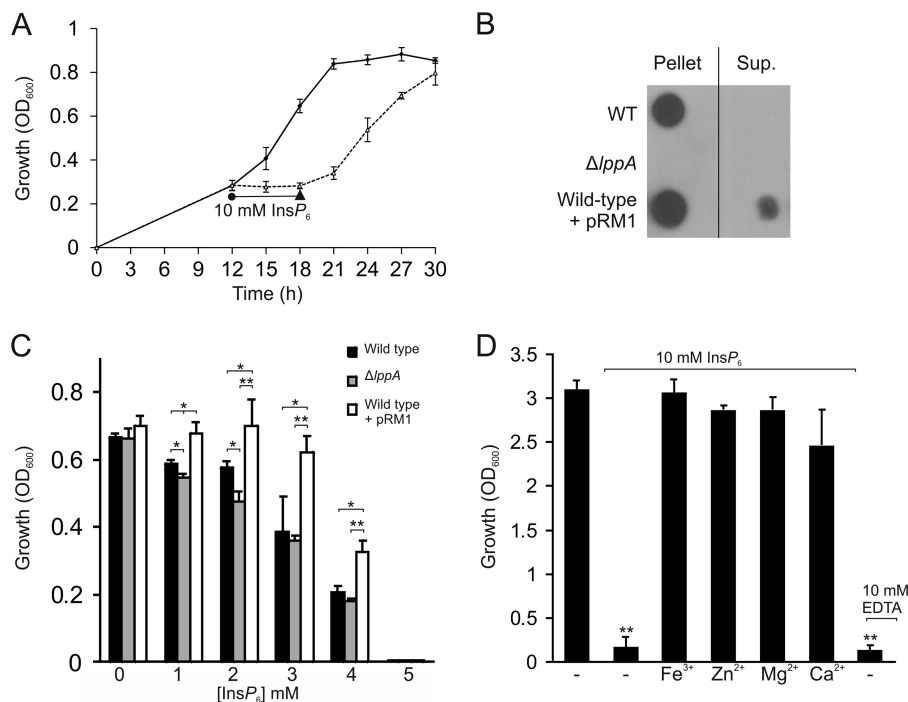 A
Growth (OD600)
1
0.8
0.6
0.4
0.2
0
10 mM InsP6
0 3 6 9 12 15 18 21 24 27 30
Time (h)
B
Pellet Sup.
WT
ΔlppA
Wild-type
+ pRM1
C
Wild type
ΔlppA
Wild type
+ pRM1
Growth (OD600)
0.8
0.6
0.4
0.2
0
* * * *
* ** ** *
* * **
0 1 2 3 4 5
[InsP6] mM
D
10 mM InsP6
Growth (OD600)
3.5
3
2.5
2
1.5
1
0.5
0
10 mM
EDTA
** **
- - Fe3+ Zn2+ Mg2+ Ca2+ -